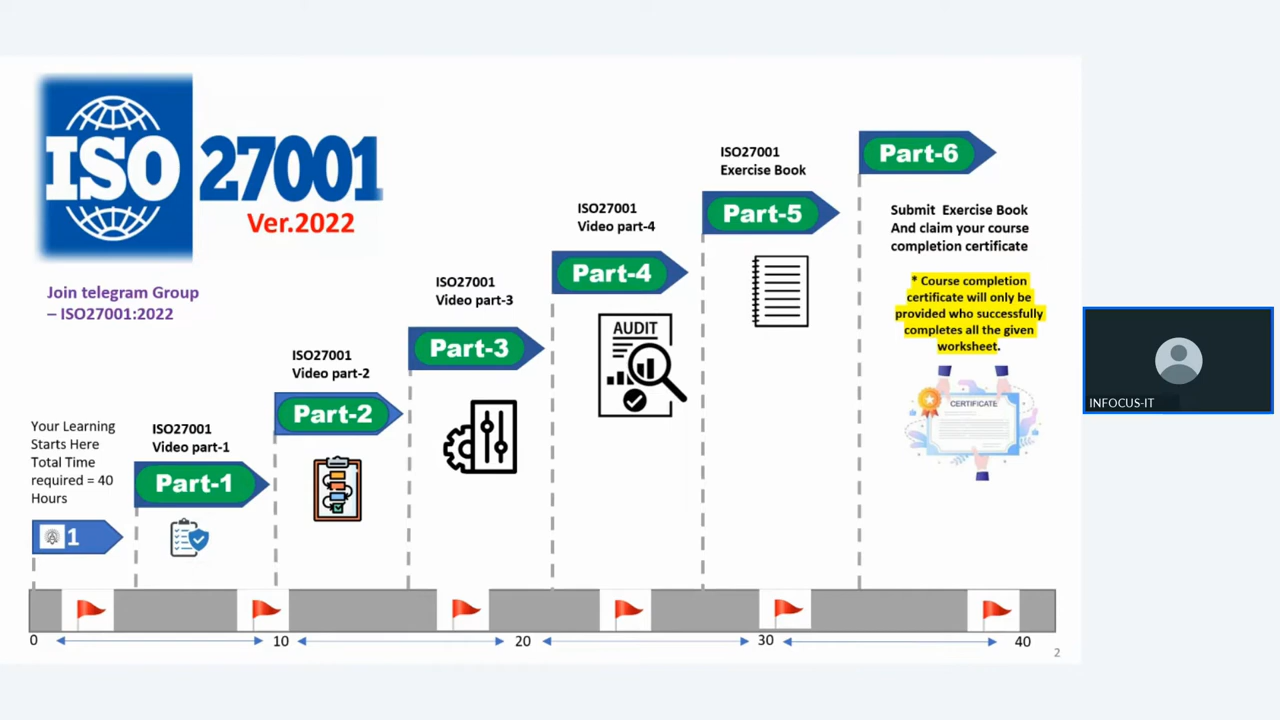 ISO 27001
Ver.2022
Join telegram Group
– ISO27001:2022
Your Learning
Starts Here
Total Time
required = 40
Hours
1
ISO27001
Video part-1
Part-1
ISO27001
Video part-2
Part-2
ISO27001
Video part-3
Part-3
ISO27001
Video part-4
Part-4
AUDIT
ISO27001
Exercise Book
Part-5
Part-6
Submit Exercise Book
And claim your course
completion certificate
* Course completion
certificate will only be
provided who successfully
completes all the given
worksheet.
CERTIFICATE
INFOCUS-IT
0
10
20
30
40
2